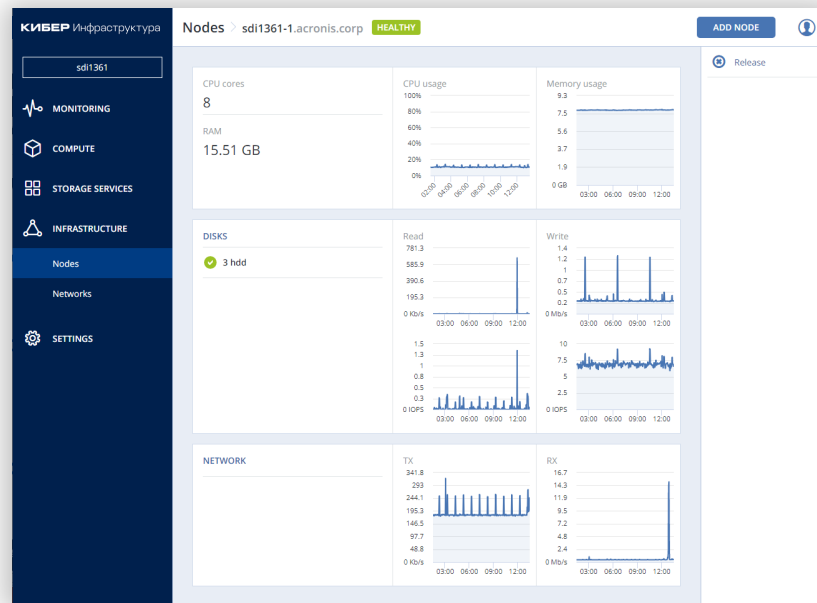 КИБЕР Инфраструктура
sdi1361
MONITORING
COMPUTE
STORAGE SERVICES
INFRASTRUCTURE
Nodes
Networks
SETTINGS
Nodes > sdi1361-1.acronis.corp HEALTHY
ADD NODE
Release
CPU cores
8
RAM
15.51 GB
CPU usage
100%
80%
60%
40%
20%
0%
02:00 04:00 06:00 08:00 10:00 12:00
Memory usage
9.3
7.5
5.6
3.7
1.9
0 GB
03:00 06:00 09:00 12:00
DISKS
3 hdd
Read
781.3
585.9
390.6
195.3
0 Kb/s
03:00 06:00 09:00 12:00
Write
1.4
1.2
1
0.7
0.5
0.2
0 Mb/s
03:00 06:00 09:00 12:00
1.5
1.3
1
0.8
0.5
0.3
0 IOPS
03:00 06:00 09:00 12:00
10
7.5
5
2.5
0 IOPS
03:00 06:00 09:00 12:00
NETWORK
TX
341.8
293
244.1
195.3
146.5
97.7
48.8
0 Kb/s
03:00 06:00 09:00 12:00
RX
16.7
14.3
11.9
9.5
7.2
4.8
2.4
0 Mb/s
03:00 06:00 09:00 12:00